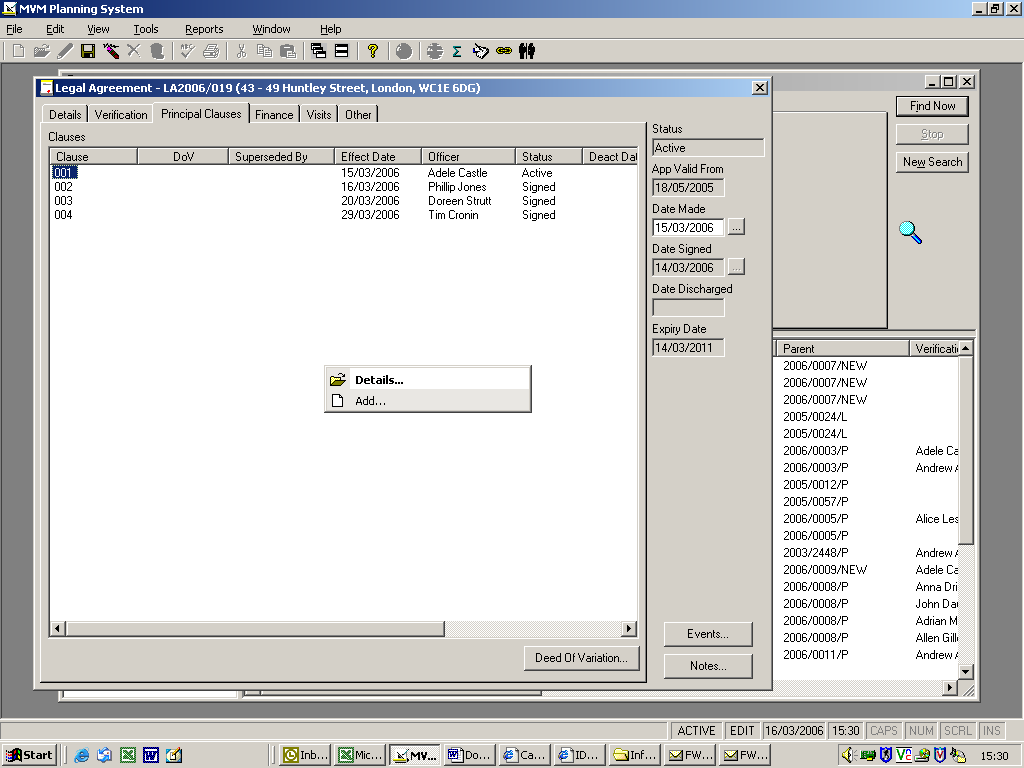 MVM Planning System
File Edit View Tools Reports Window Help
Legal Agreement - LA2006/019 (43 - 49 Huntley Street, London, WC1E 6DG)
Details Verification Principal Clauses Finance Visits Other
Clauses
Clause DoV Superseded By Effect Date Officer Status Deact Dat
001 15/03/2006 Adele Castle Active
002 16/03/2006 Phillip Jones Signed
003 20/03/2006 Doreen Strutt Signed
004 29/03/2006 Tim Cronin Signed
Details...
Add...
Deed Of Variation...
Status
Active
App Valid From
18/05/2005
Date Made
15/03/2006 ...
Date Signed
14/03/2006 ...
Date Discharged
Expiry Date
14/03/2011
Events...
Notes...
Find Now
Stop
New Search
Parent Verificati
2006/0007/NEW
2006/0007/NEW
2006/0007/NEW
2005/0024/L
2005/0024/L
2006/0003/P Adele Ca
2006/0003/P Andrew A
2005/0012/P
2005/0057/P
2006/0005/P Alice Les
2006/0005/P
2003/2448/P Andrew A
2006/0009/NEW Adele Ca
2006/0008/P Anna Dri
2006/0008/P John Dau
2006/0008/P Adrian M
2006/0008/P Allen Gill
2006/0011/P Andrew A
ACTIVE EDIT 16/03/2006 15:30 CAPS NUM SCRL INS
Start Inb... Mic... MV... Do... Ca... ID... Inf... FW... FW... 15:30